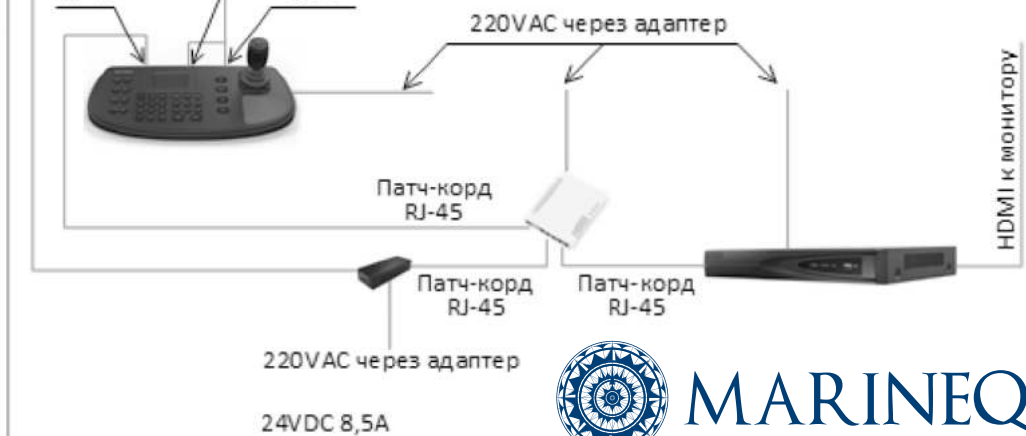 220VAC через адаптер
HDMI к монитору
Патч-корд
RJ-45
Патч-корд
RJ-45
Патч-корд
RJ-45
220VAC через адаптер
24VDC 8,5A
MARINEQ